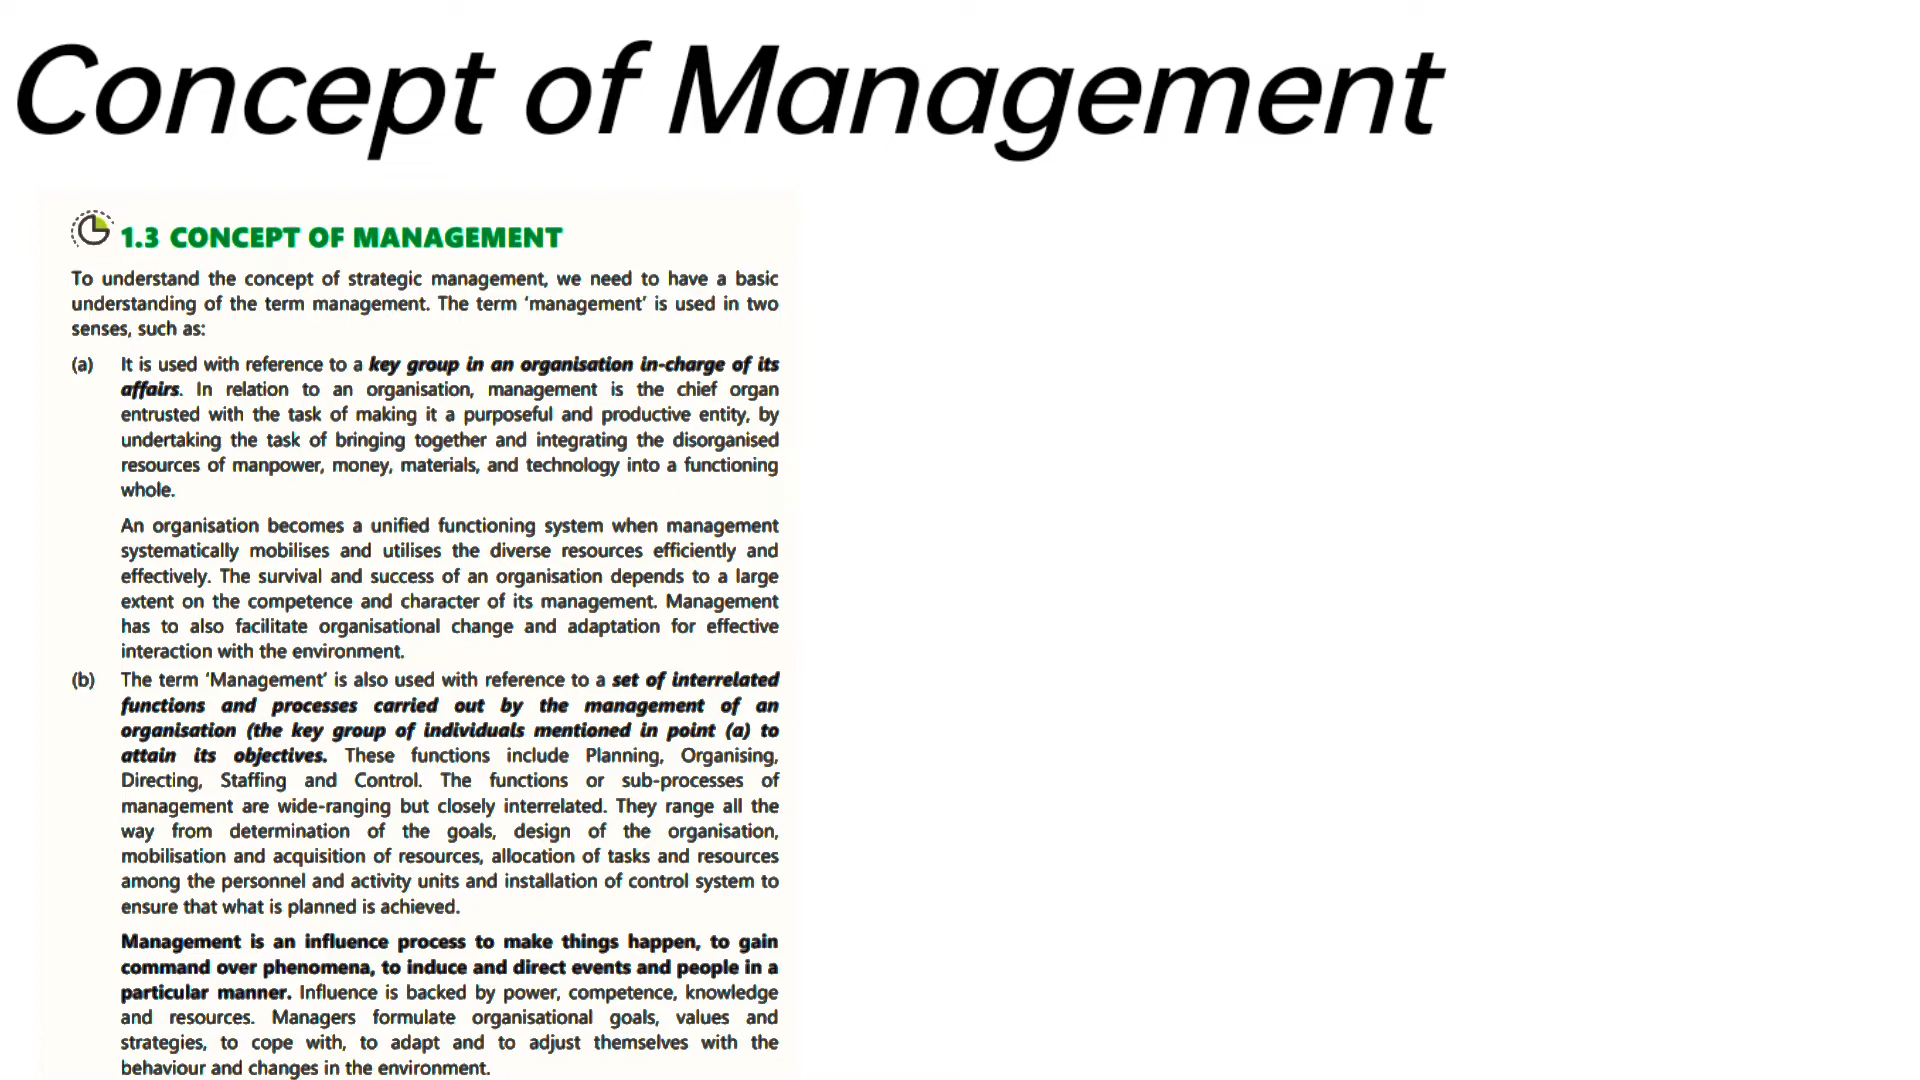 Concept of Management
1.3 CONCEPT OF MANAGEMENT
To understand the concept of strategic management, we need to have a basic
understanding of the term management. The term ‘management’ is used in two
senses, such as:
(a) It is used with reference to a key group in an organisation in-charge of its
affairs. In relation to an organisation, management is the chief organ
entrusted with the task of making it a purposeful and productive entity, by
undertaking the task of bringing together and integrating the disorganised
resources of manpower, money, materials, and technology into a functioning
whole.
An organisation becomes a unified functioning system when management
systematically mobilises and utilises the diverse resources efficiently and
effectively. The survival and success of an organisation depends to a large
extent on the competence and character of its management. Management
has to also facilitate organisational change and adaptation for effective
interaction with the environment.
(b) The term ‘Management’ is also used with reference to a set of interrelated
functions and processes carried out by the management of an
organisation (the key group of individuals mentioned in point (a) to
attain its objectives. These functions include Planning, Organising,
Directing, Staffing and Control. The functions or sub-processes of
management are wide-ranging but closely interrelated. They range all the
way from determination of the goals, design of the organisation,
mobilisation and acquisition of resources, allocation of tasks and resources
among the personnel and activity units and installation of control system to
ensure that what is planned is achieved.
Management is an influence process to make things happen, to gain
command over phenomena, to induce and direct events and people in a
particular manner. Influence is backed by power, competence, knowledge
and resources. Managers formulate organisational goals, values and
strategies, to cope with, to adapt and to adjust themselves with the
behaviour and changes in the environment.